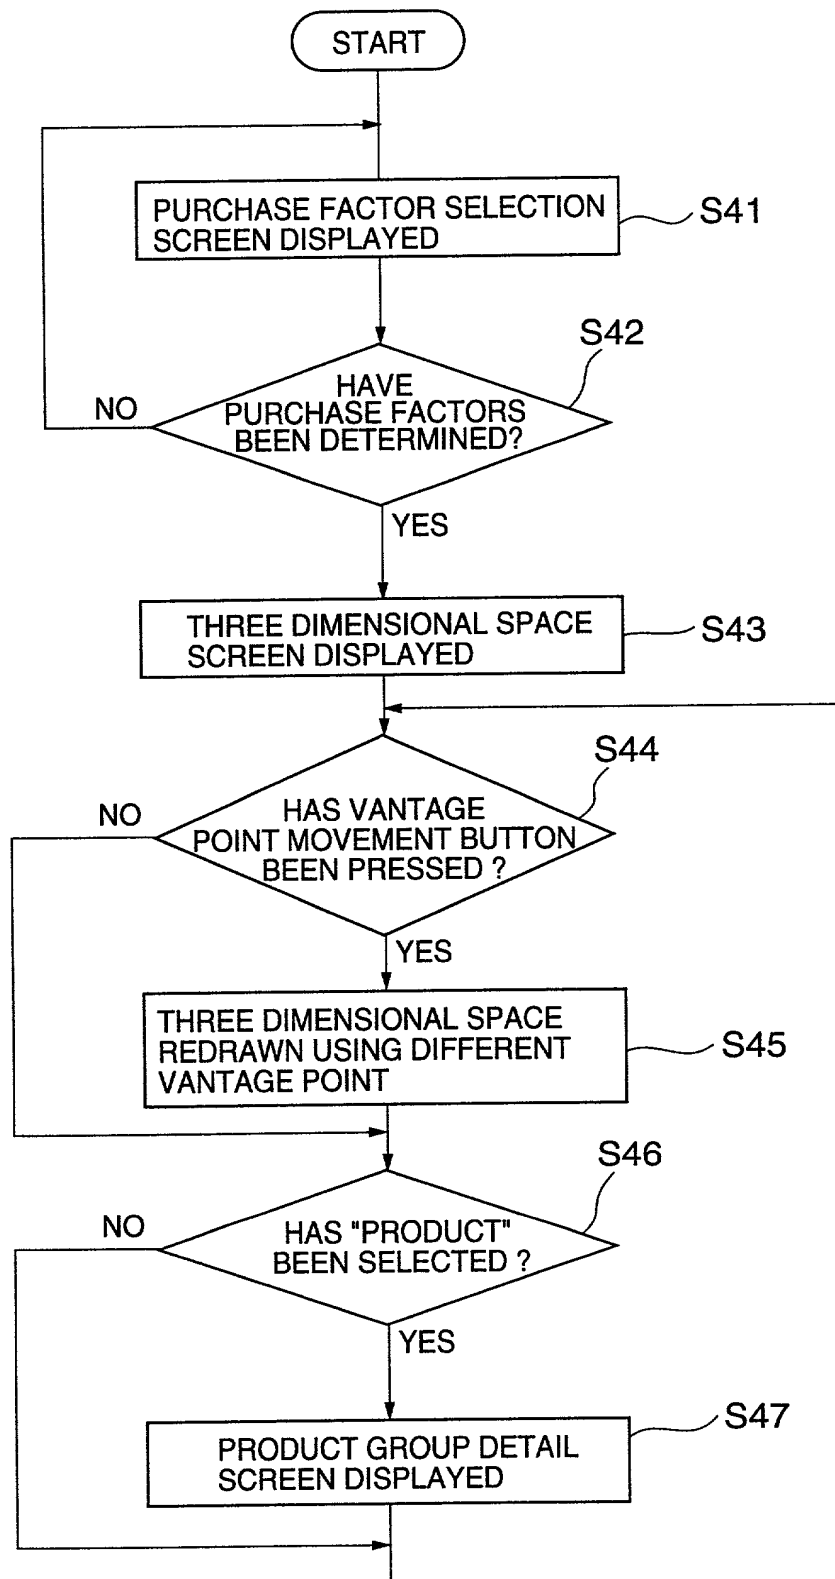 START
PURCHASE FACTOR SELECTION
SCREEN DISPLAYED
S41
S42
HAVE
PURCHASE FACTORS
BEEN DETERMINED?
NO
YES
THREE DIMENSIONAL SPACE
SCREEN DISPLAYED
S43
S44
NO
HAS VANTAGE
POINT MOVEMENT BUTTON
BEEN PRESSED ?
YES
THREE DIMENSIONAL SPACE
REDRAWN USING DIFFERENT
VANTAGE POINT
S45
S46
NO
HAS "PRODUCT"
BEEN SELECTED ?
YES
PRODUCT GROUP DETAIL
SCREEN DISPLAYED
S47